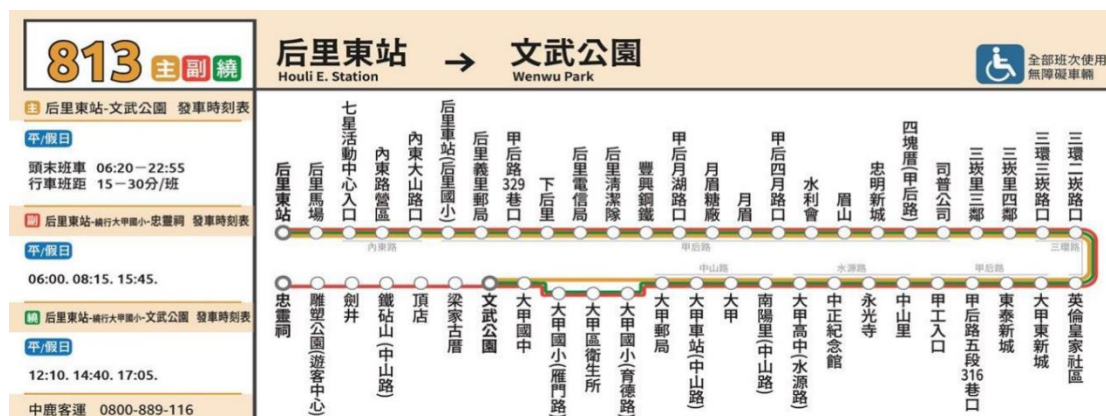 813 主 副 繞
后里東站 → 文武公園
Houli E. Station
Wenwu Park
全部班次使用
無障礙車輛
主 后里東站-文武公園 發車時刻表
平/假日
頭末班車 06:20－22:55
行車班距 15－30分/班
副 后里東站-繞行大甲國小-忠靈祠 發車時刻表
平/假日
06:00. 08:15. 15:45.
繞 后里東站-繞行大甲國小-文武公園 發車時刻表
平/假日
12:10. 14:40. 17:05.
中鹿客運 0800-889-116
后里東站
后里馬場
七星活動中心入口
內東路營區
內東大山路口
后里車站(后里國小)
后里義里郵局
甲后路329巷口
下后里
后里電信局
后里清潔隊
豐興鋼鐵
甲后月湖路口
月眉糖廠
月眉
甲后四月路口
水利會
眉山
忠明新城
四塊厝(甲后路)
司普公司
三崁里三鄰
三崁里四鄰
三環三崁路口
三環二崁路口
內東路
甲后路
三環路
中山路
水源路
甲后路
忠靈祠
雕塑公園(遊客中心)
劍井
鐵砧山(中山路)
頂店
梁家古厝
文武公園
大甲國中
大甲國小(雁門路)
大甲區衛生所
大甲國小(育德路)
大甲郵局
大甲車站(中山路)
大甲
南陽里(中山路)
大甲高中(水源路)
中正紀念館
永光寺
中山里
甲工入口
甲后路五段316巷口
東泰新城
大甲東新城
英倫皇家社區